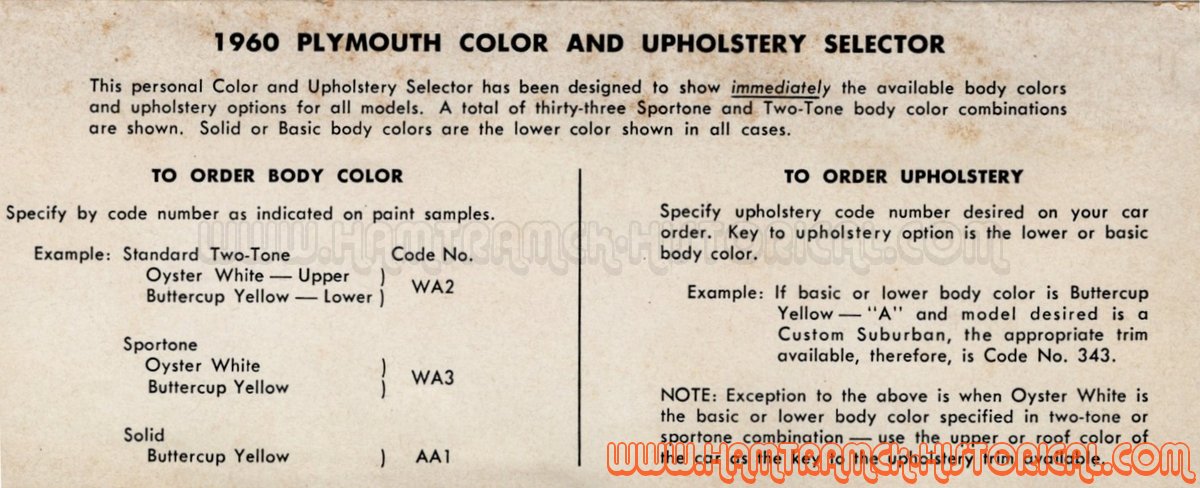 1960 PLYMOUTH COLOR AND UPHOLSTERY SELECTOR
This personal Color and Upholstery Selector has been designed to show immediately the available body colors
and upholstery options for all models. A total of thirty-three Sportone and Two-Tone body color combinations
are shown. Solid or Basic body colors are the lower color shown in all cases.
TO ORDER BODY COLOR
Specify by code number as indicated on paint samples.
Example: Standard Two-Tone Code No.
Oyster White — Upper )
WA2
Buttercup Yellow — Lower )
Sportone
Oyster White )
WA3
Buttercup Yellow )
Solid
Buttercup Yellow ) AA1
TO ORDER UPHOLSTERY
Specify upholstery code number desired on your car
order. Key to upholstery option is the lower or basic
body color.
Example: If basic or lower body color is Buttercup
Yellow — "A" and model desired is a
Custom Suburban, the appropriate trim
available, therefore, is Code No. 343.
NOTE: Exception to the above is when Oyster White is
the basic or lower body color specified in two-tone or
sportone combination — use the upper or roof color of
the car as the key to the upholstery trim available.
www.Hamtramck-Historical.com
www.Hamtramck-Historical.com